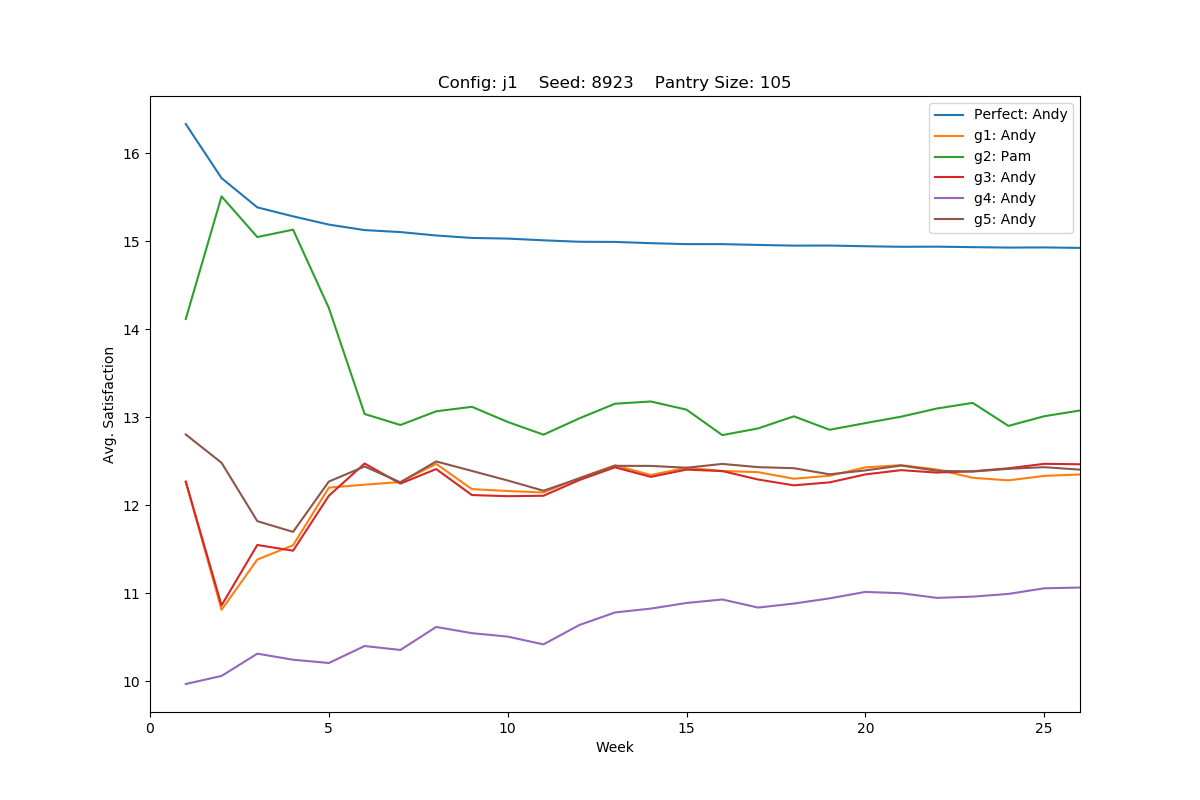 Config: j1    Seed: 8923    Pantry Size: 105
Perfect: Andy
g1: Andy
g2: Pam
g3: Andy
g4: Andy
g5: Andy
16
15
14
13
12
11
10
Avg. Satisfaction
0 5 10 15 20 25
Week